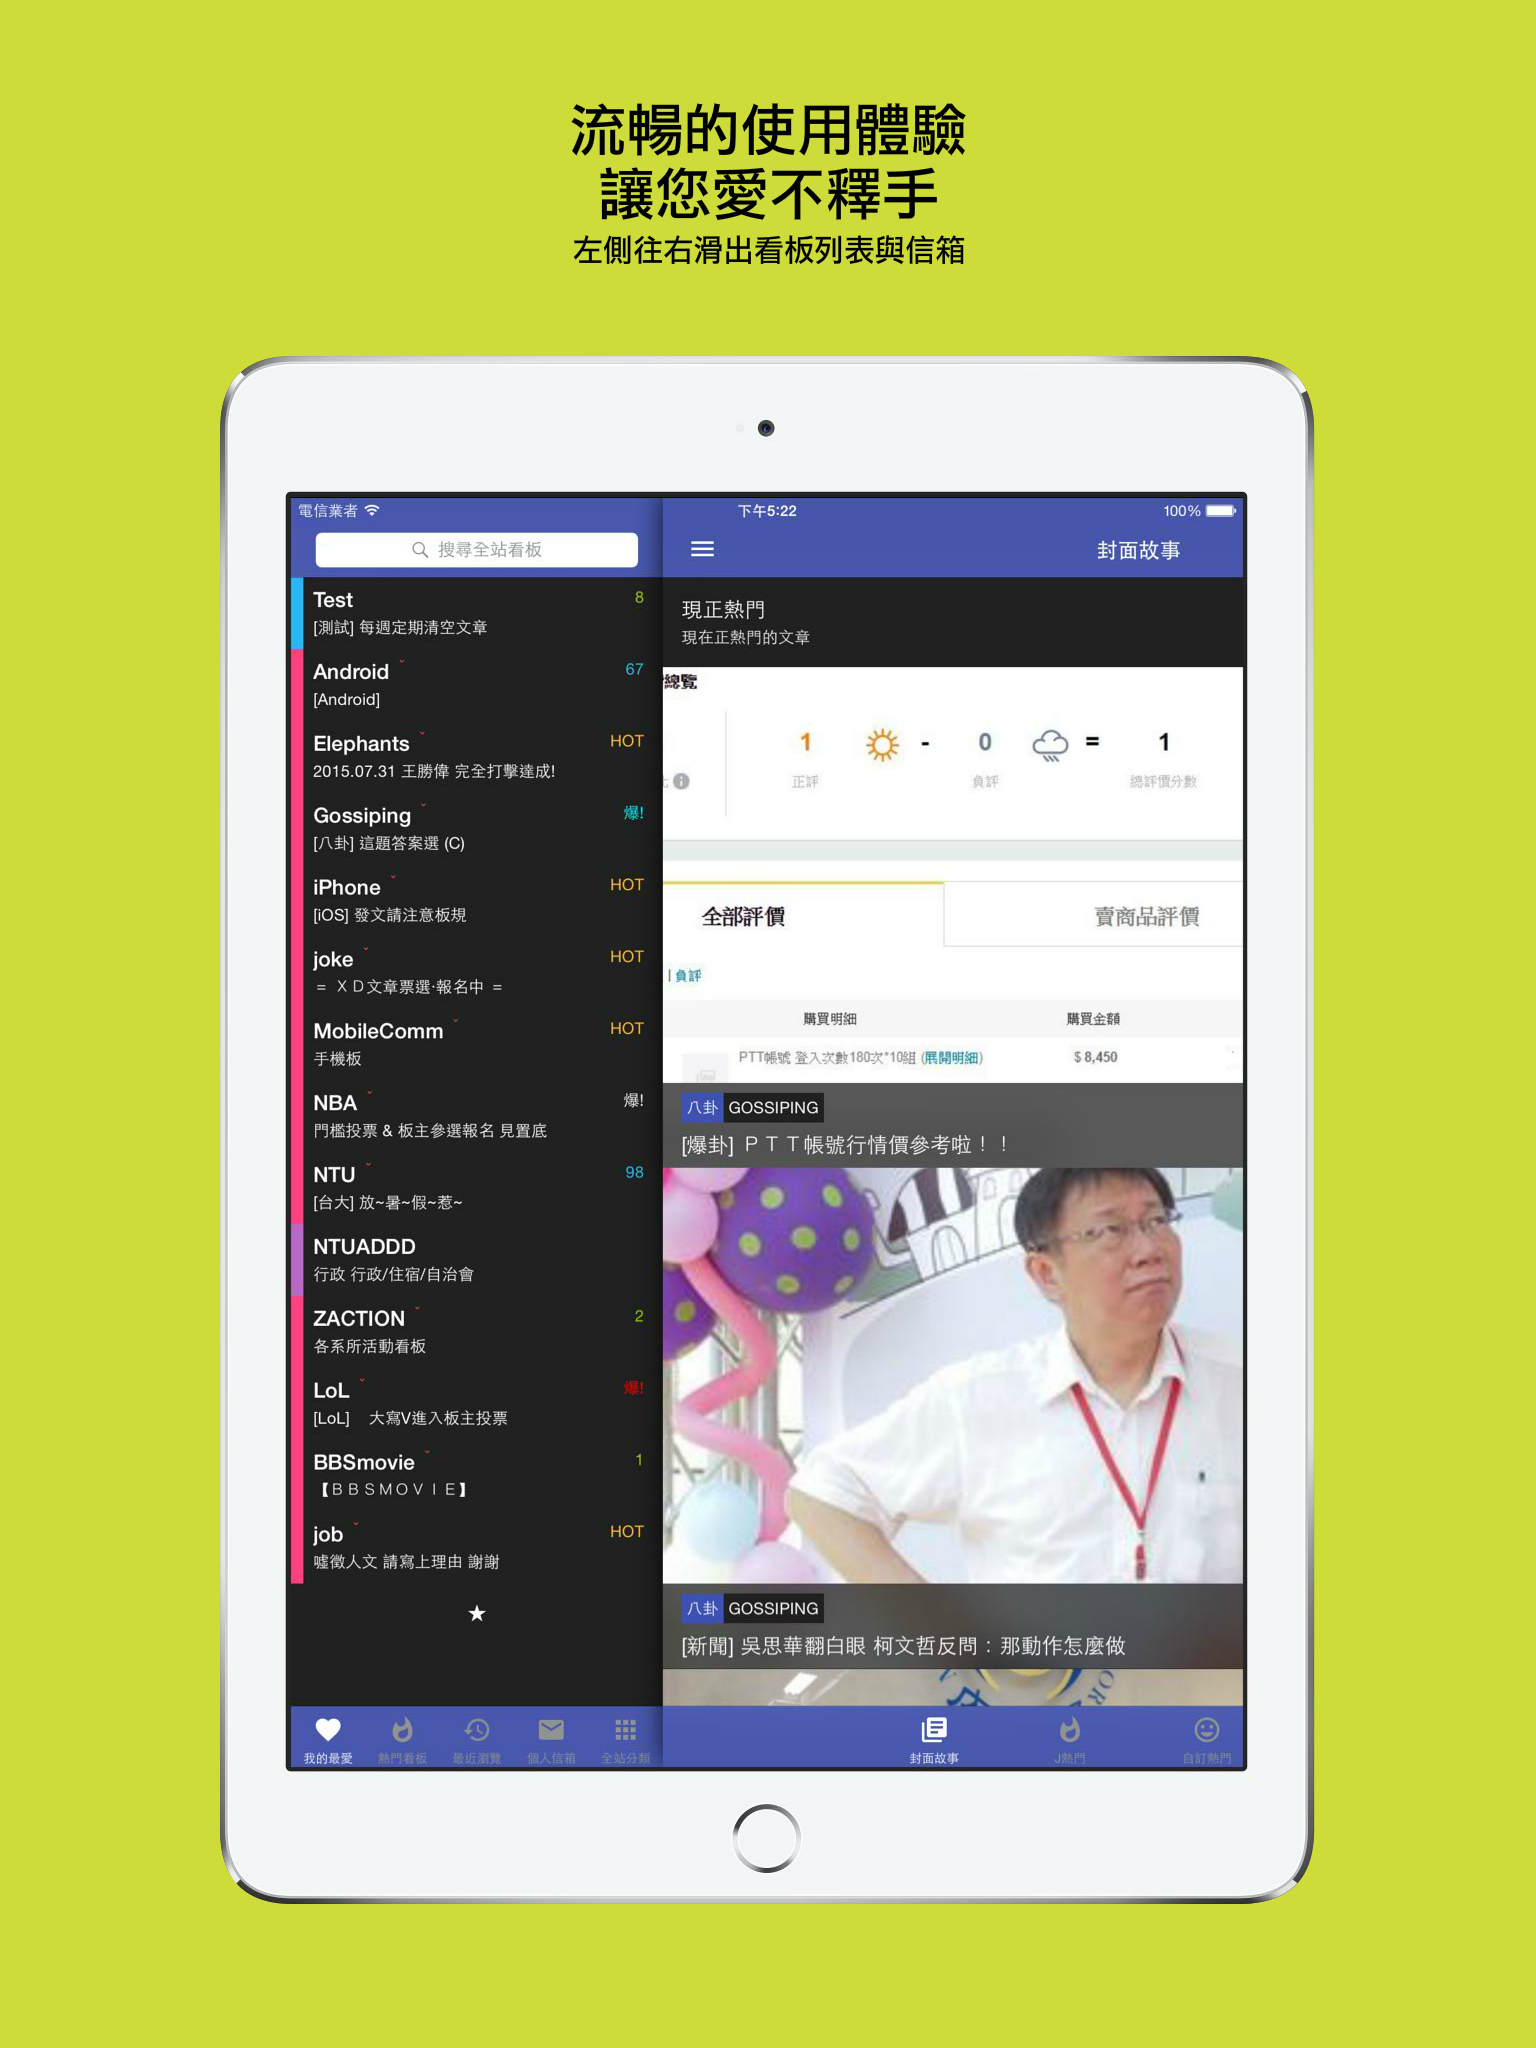 流暢的使用體驗
讓您愛不釋手
左側往右滑出看板列表與信箱
電信業者
下午5:22
100%
搜尋全站看板
封面故事
Test
8
[測試] 每週定期清空文章
Android
67
[Android]
Elephants
HOT
2015.07.31 王勝偉 完全打擊達成!
Gossiping
爆!
[八卦] 這題答案選 (C)
iPhone
HOT
[iOS] 發文請注意板規
joke
HOT
= ＸＤ文章票選‧報名中 =
MobileComm
HOT
手機板
NBA
爆!
門檻投票 & 板主參選報名 見置底
NTU
98
[台大] 放~暑~假~惹~
NTUADDD
行政 行政/住宿/自治會
ZACTION
2
各系所活動看板
LoL
爆!
[LoL]　大寫V進入板主投票
BBSmovie
1
【ＢＢＳＭＯＶＩＥ】
job
HOT
噓徵人文 請寫上理由 謝謝
我的最愛
熱門看板
最近瀏覽
個人信箱
全站分類
現正熱門
現在正熱門的文章
總覽
1 - 0 = 1
正評
負評
總評價分數
全部評價
賣商品評價
| 負評
購買明細
購買金額
PTT帳號 登入次數180次*10組 (展開明細)
$ 8,450
八卦 GOSSIPING
[爆卦] ＰＴＴ帳號行情價參考啦！！
八卦 GOSSIPING
[新聞] 吳思華翻白眼 柯文哲反問：那動作怎麼做
封面故事
J熱門
自訂熱門